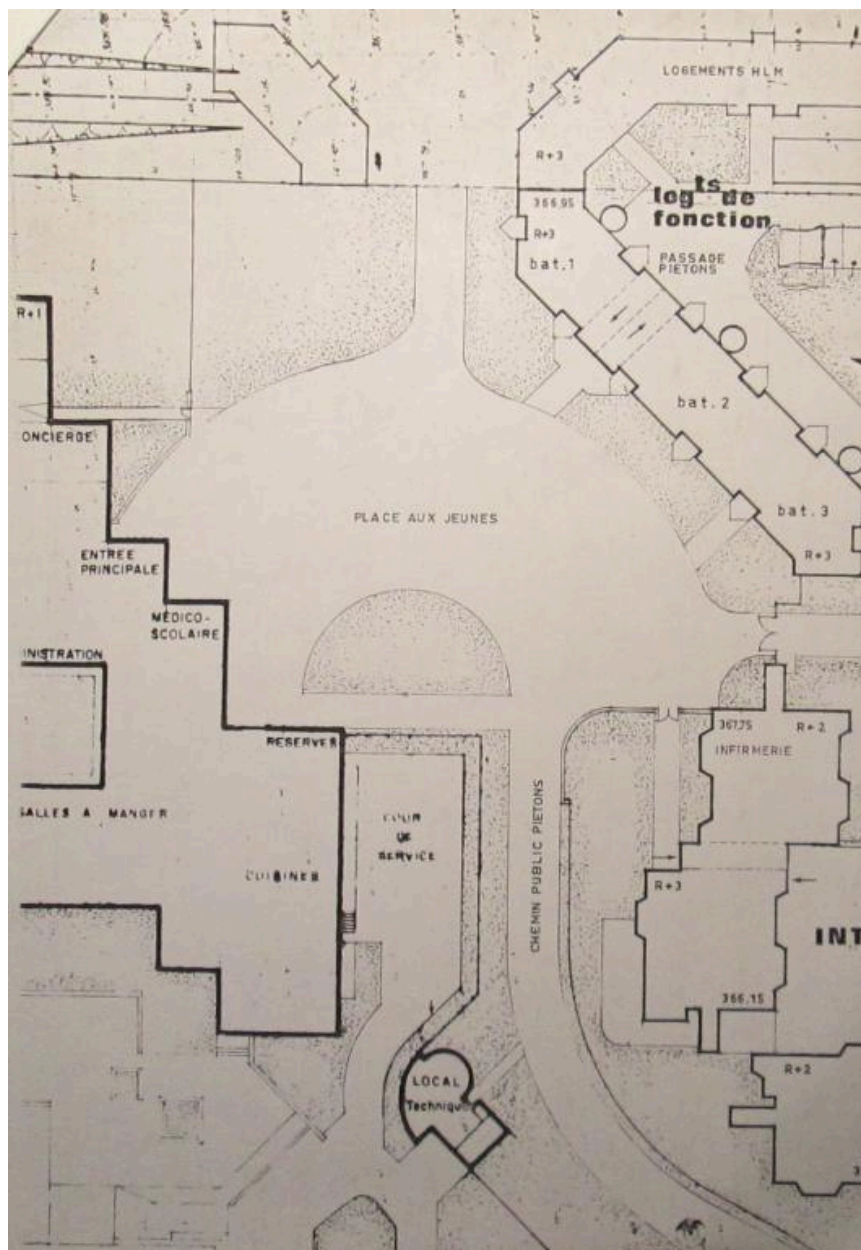 LOGEMENTS HLM
R+3
366,95
logts de
fonction
R+3
bat.1
PASSAGE
PIETONS
R+1
bat.2
ONCIERGE
bat.3
PLACE AUX JEUNES
R+3
ENTREE
PRINCIPALE
MÉDICO-
SCOLAIRE
INISTRATION
367,75
R+2
RESERVES
INFIRMERIE
SALLES A MANGER
COUR
DE
SERVICE
CUISINES
CHEMIN PUBLIC PIETONS
R+3
INT
366,15
R+2
LOCAL
Technique